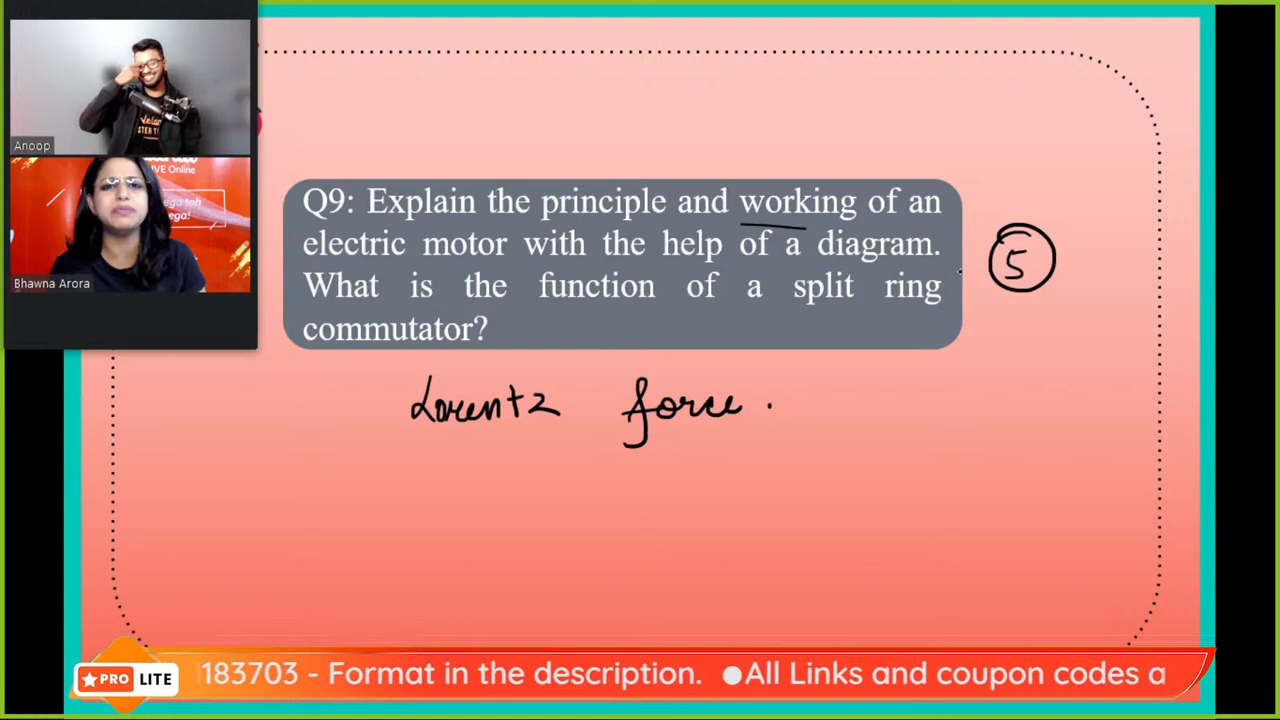 Anoop
IVE Online
Bhawna Arora
Q9: Explain the principle and working of an
electric motor with the help of a diagram.
What is the function of a split ring
commutator?
5
Lorentz force.
PRO LITE
183703 - Format in the description. ●All Links and coupon codes a